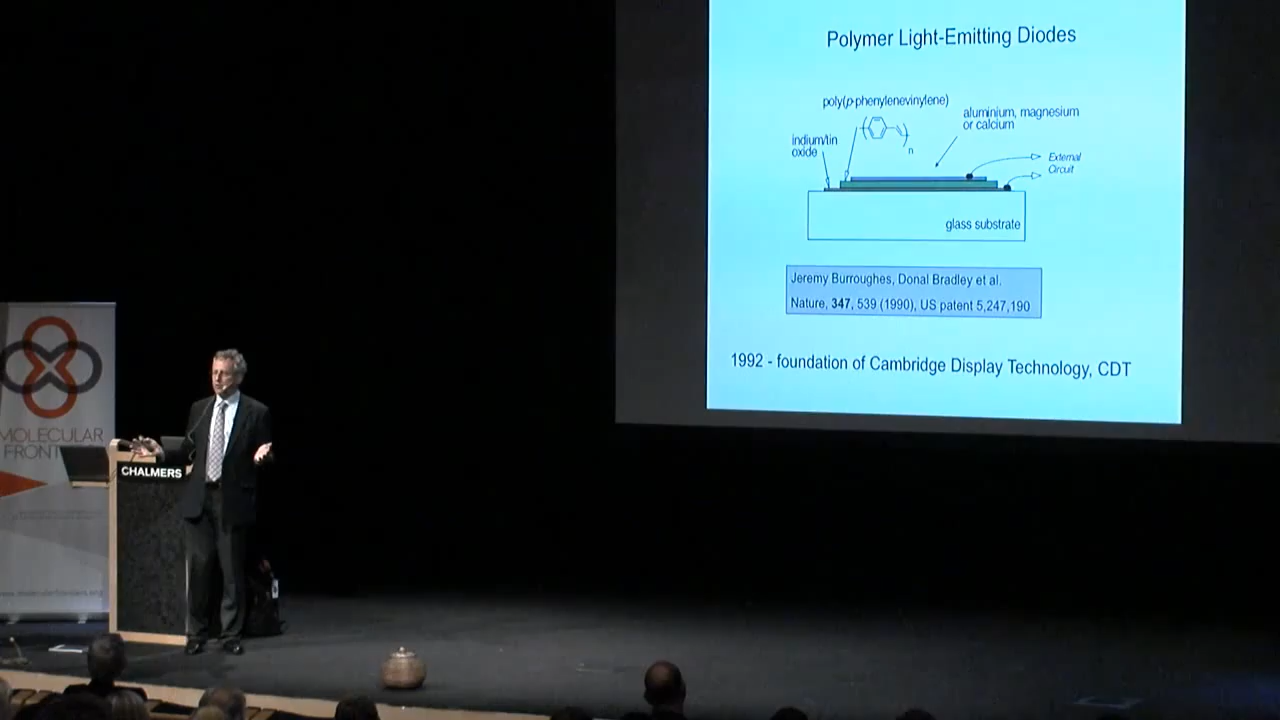 Polymer Light-Emitting Diodes
poly(p-phenylenevinylene)
aluminium, magnesium
or calcium
indium/tin
oxide
n
External
Circuit
glass substrate
Jeremy Burroughes, Donal Bradley et al.
Nature, 347, 539 (1990), US patent 5,247,190
1992 - foundation of Cambridge Display Technology, CDT
MOLECULAR
FRONT
CHALMERS